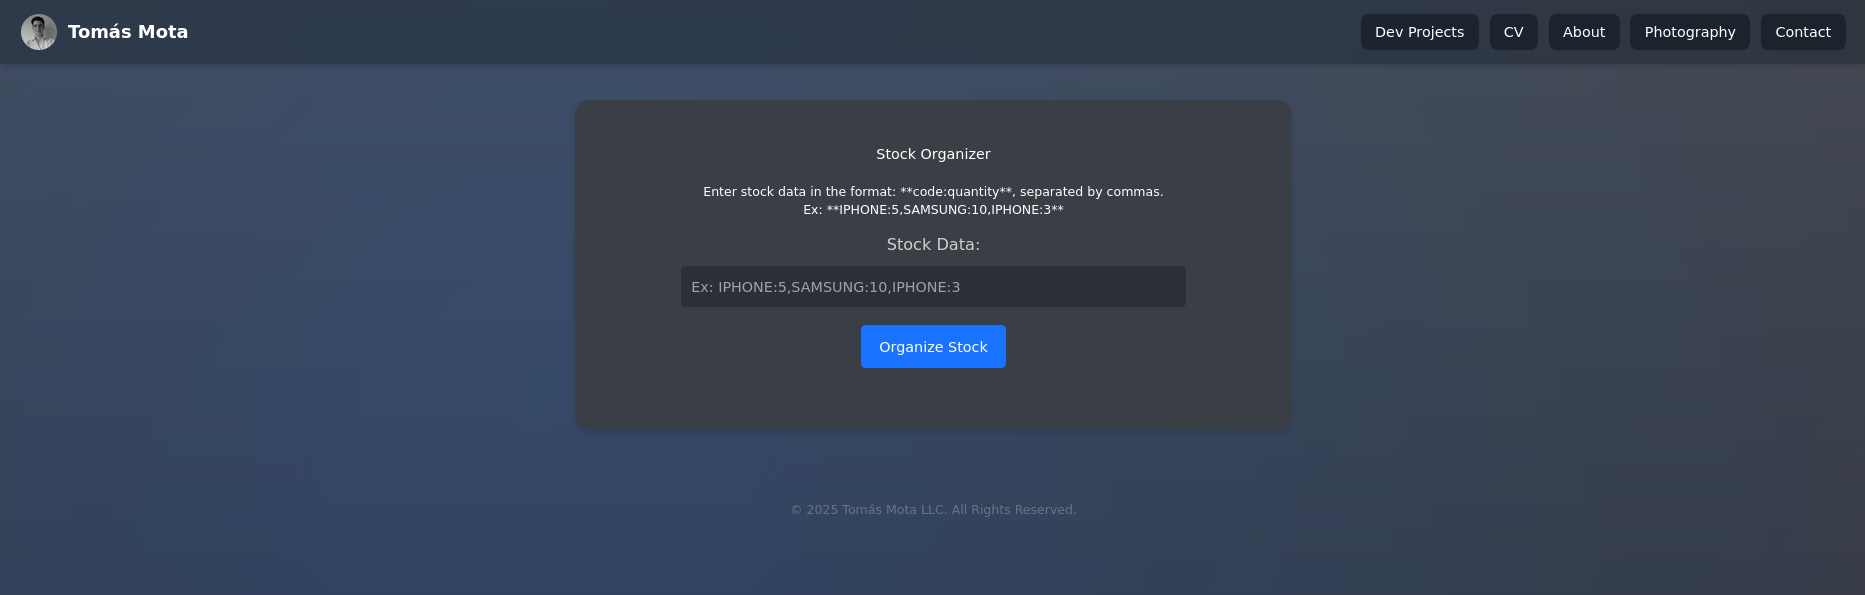 Tomás Mota
Dev Projects
CV
About
Photography
Contact
Stock Organizer
Enter stock data in the format: **code:quantity**, separated by commas.
Ex: **IPHONE:5,SAMSUNG:10,IPHONE:3**
Stock Data:
Ex: IPHONE:5,SAMSUNG:10,IPHONE:3
Organize Stock
© 2025 Tomás Mota LLC. All Rights Reserved.